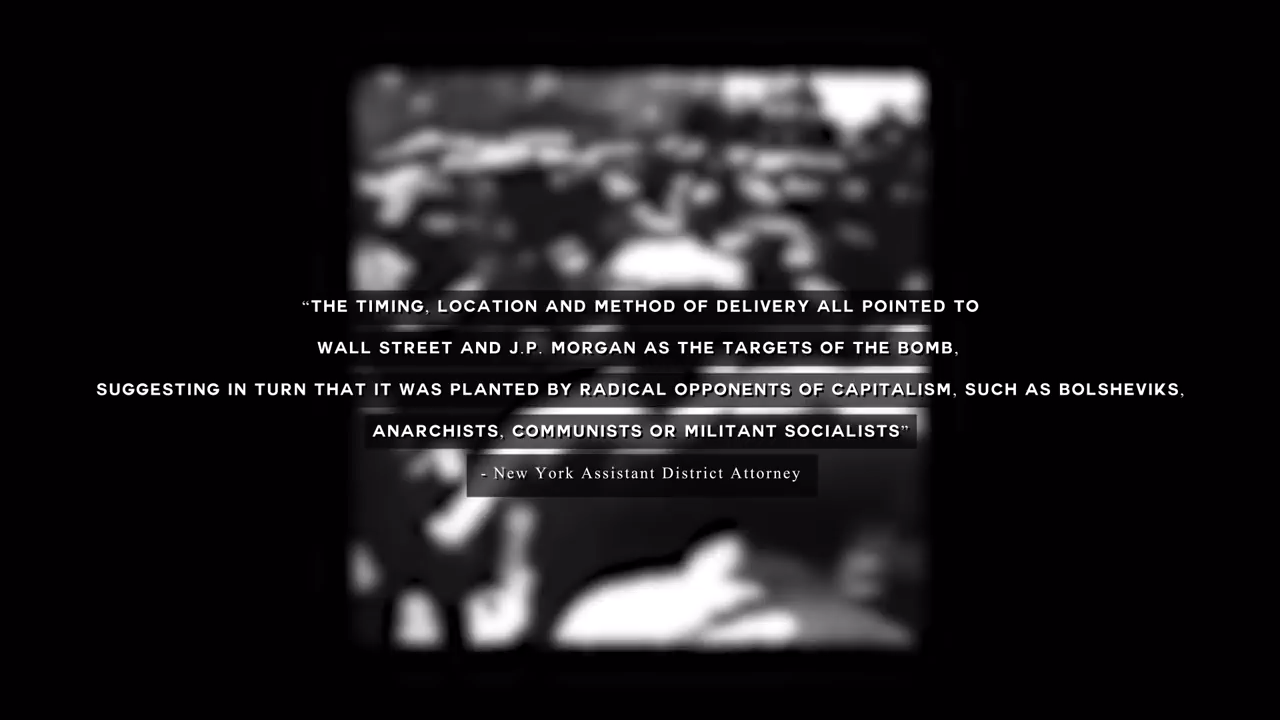 “THE TIMING, LOCATION AND METHOD OF DELIVERY ALL POINTED TO
WALL STREET AND J.P. MORGAN AS THE TARGETS OF THE BOMB,
SUGGESTING IN TURN THAT IT WAS PLANTED BY RADICAL OPPONENTS OF CAPITALISM, SUCH AS BOLSHEVIKS,
ANARCHISTS, COMMUNISTS OR MILITANT SOCIALISTS”
- New York Assistant District Attorney